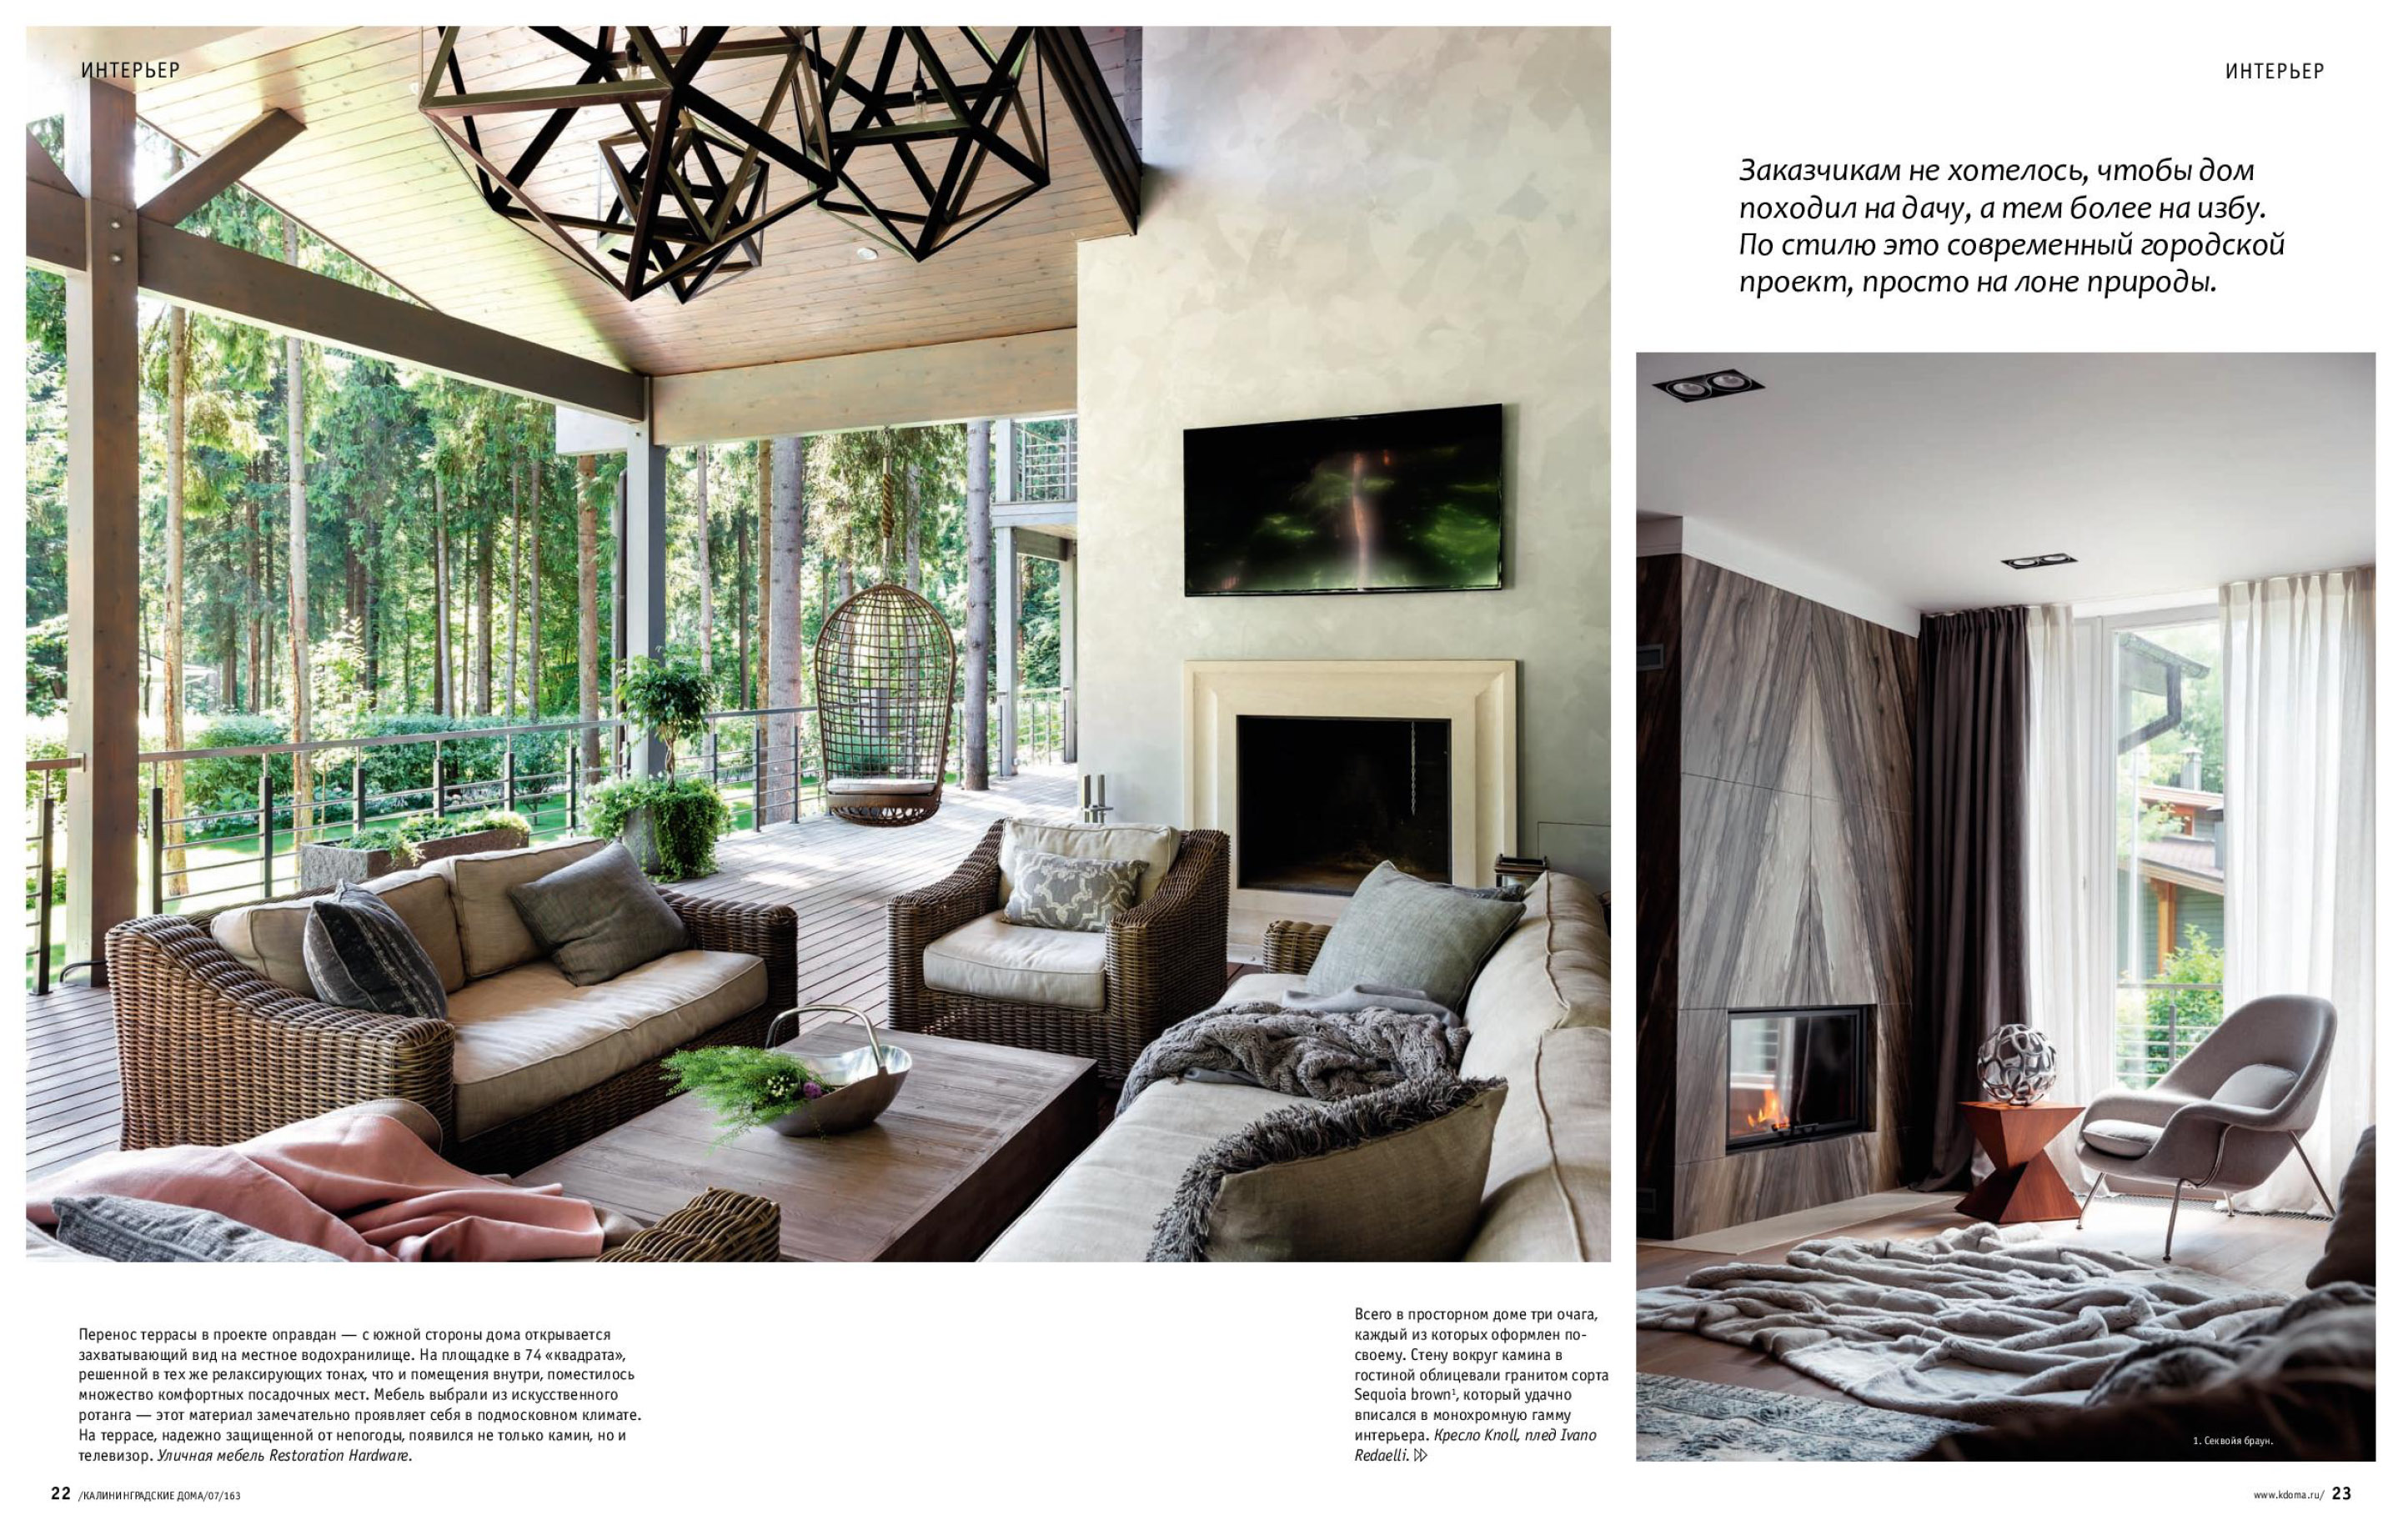 ИНТЕРЬЕР
ИНТЕРЬЕР
Заказчикам не хотелось, чтобы дом
походил на дачу, а тем более на избу.
По стилю это современный городской
проект, просто на лоне природы.
Перенос террасы в проекте оправдан — с южной стороны дома открывается
захватывающий вид на местное водохранилище. На площадке в 74 «квадрата»,
решенной в тех же релаксирующих тонах, что и помещения внутри, поместилось
множество комфортных посадочных мест. Мебель выбрали из искусственного
ротанга — этот материал замечательно проявляет себя в подмосковном климате.
На террасе, надежно защищенной от непогоды, появился не только камин, но и
телевизор. Уличная мебель Restoration Hardware.
Всего в просторном доме три очага,
каждый из которых оформлен по-
своему. Стену вокруг камина в
гостиной облицевали гранитом сорта
Sequoia brown¹, который удачно
вписался в монохромную гамму
интерьера. Кресло Knoll, плед Ivano
Redaelli.
1. Секвойя браун.
22 /КАЛИНИНГРАДСКИЕ ДОМА/07/163
www.kdoma.ru/ 23